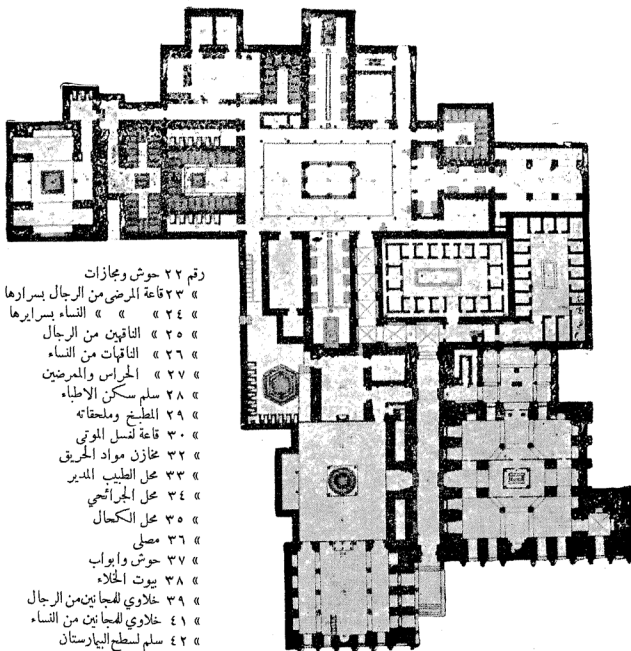 رقم ٢٢ حوش ومجازات
» ٢٣ قاعة المرضى من الرجال بسرارها
» ٢٤ » » » النساء بسرايرها
» ٢٥ » الناقهين من الرجال
» ٢٦ » الناقهات من النساء
» ٢٧ » الحراس والممرضين
» ٢٨ سلم سكن الاطباء
» ٢٩ المطبخ وملحقاته
» ٣٠ قاعة لغسل الموتى
» ٣٢ مخازن مواد الحريق
» ٣٣ محل الطبيب المدير
» ٣٤ محل الجراتحي
» ٣٥ محل الكحال
» ٣٦ مصلى
» ٣٧ حوش وابواب
» ٣٨ بيوت الخلاء
» ٣٩ خلاوي للمجانين من الرجال
» ٤١ خلاوي للمجانين من النساء
» ٤٢ سلم لسطح البيمارستان